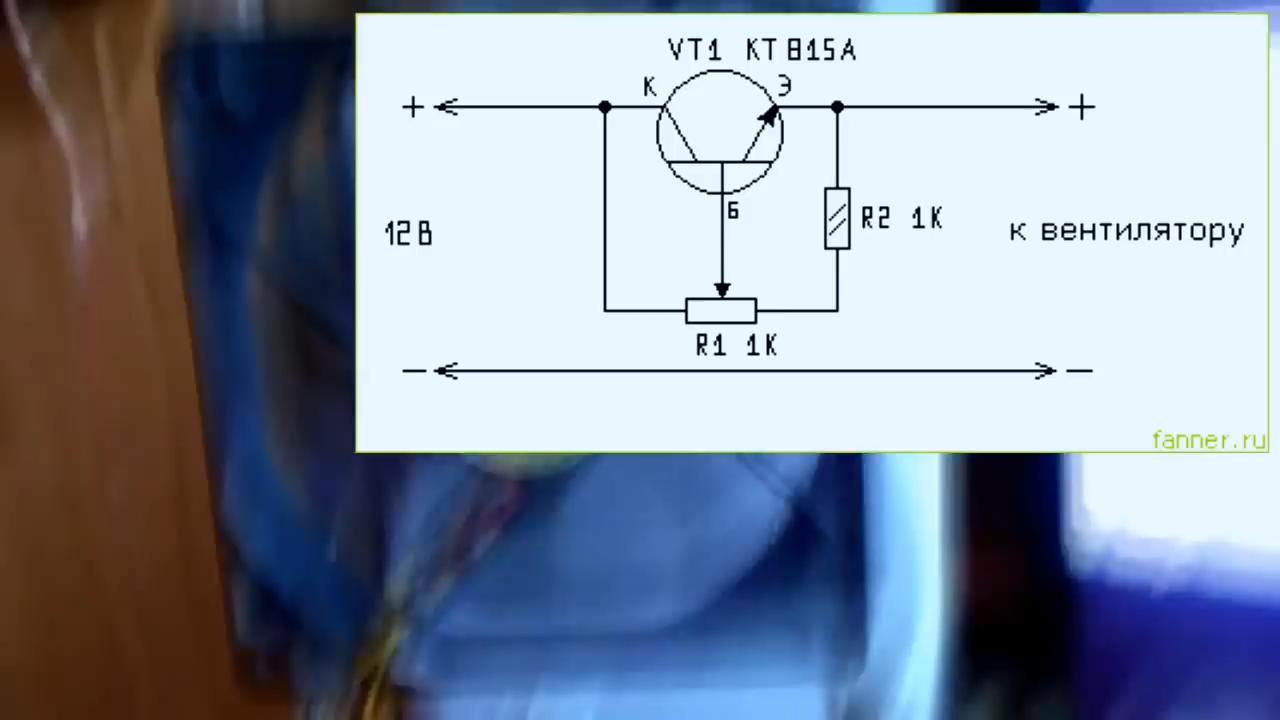 VT1 КТ815А
К
Э
+
+
Б
R2 1К
12В
к вентилятору
R1 1К
−
−
fanner.ru